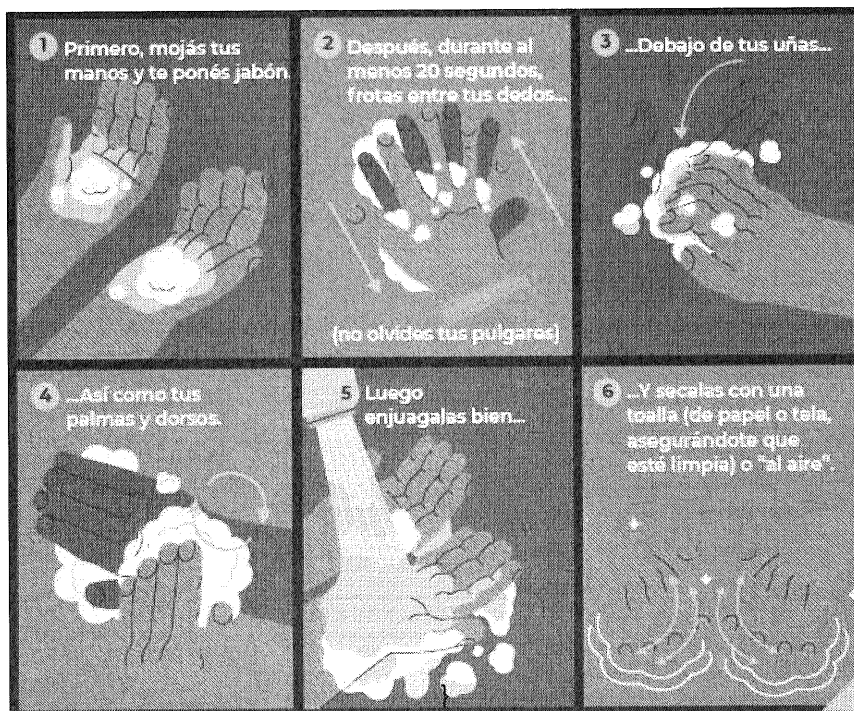 1 Primero, mojás tus
manos y te ponés jabón.
2 Después, durante al
menos 20 segundos,
frotas entre tus dedos...
(no olvides tus pulgares)
3 ...Debajo de tus uñas...
4 ...Así como tus
palmas y dorsos.
5 Luego
enjuagalas bien...
6 ...Y secalas con una
toalla (de papel o tela,
asegurándote que
esté limpia) o "al aire".